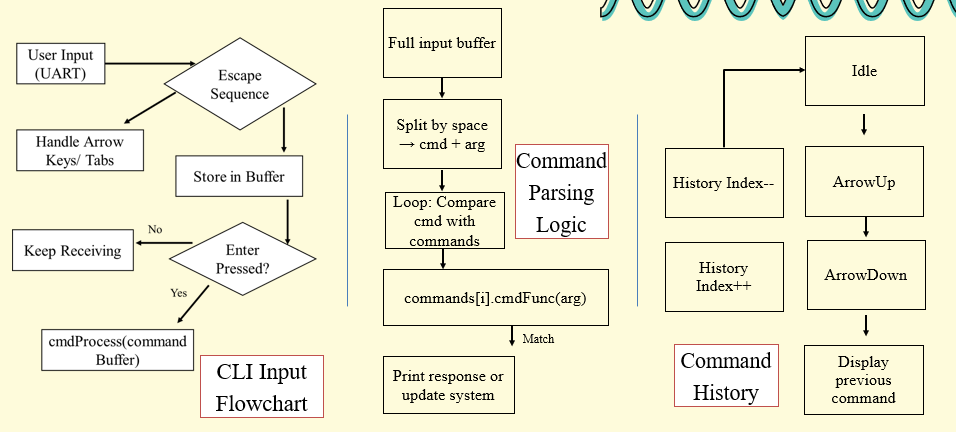 User Input
(UART)
Escape
Sequence
Handle Arrow
Keys/ Tabs
Store in Buffer
Enter
Pressed?
No
Keep Receiving
Yes
cmdProcess(command
Buffer)
CLI Input
Flowchart
Full input buffer
Split by space
→ cmd + arg
Loop: Compare
cmd with
commands
commands[i].cmdFunc(arg)
Match
Print response or
update system
Command
Parsing
Logic
Idle
History Index--
ArrowUp
History
Index++
ArrowDown
Display
previous
command
Command
History